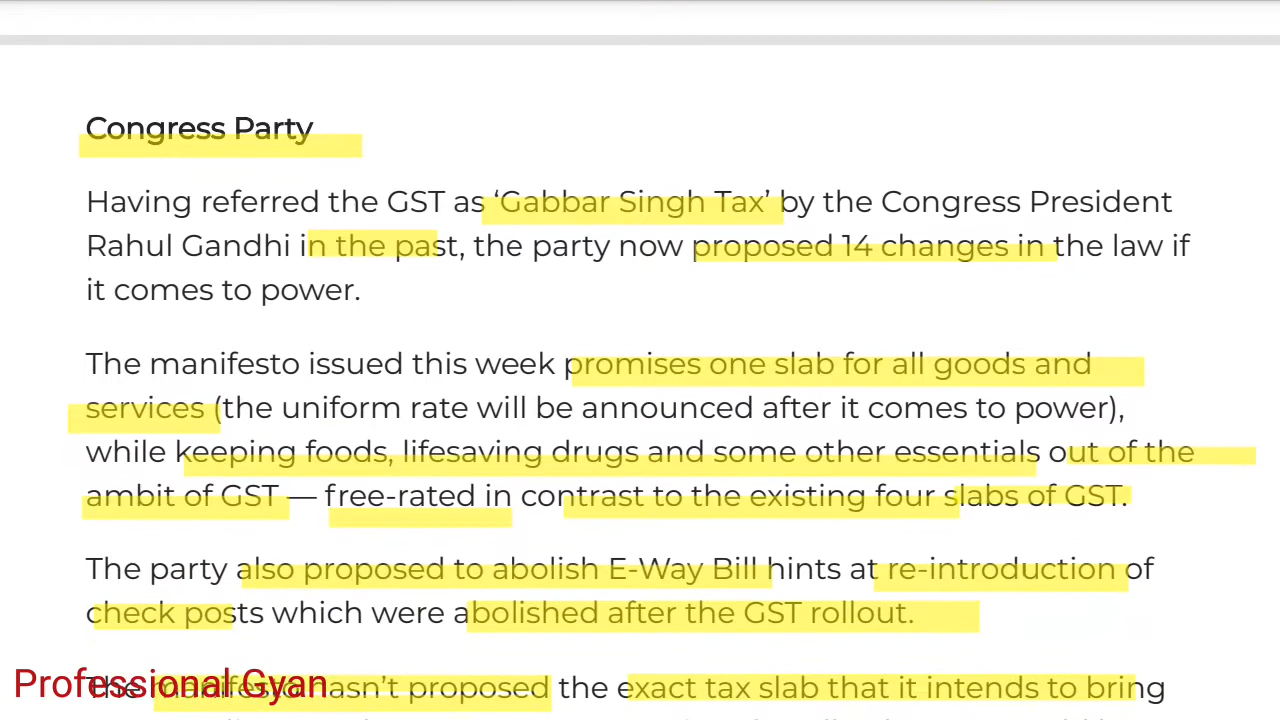 Congress Party
Having referred the GST as ‘Gabbar Singh Tax’ by the Congress President
Rahul Gandhi in the past, the party now proposed 14 changes in the law if
it comes to power.
The manifesto issued this week promises one slab for all goods and
services (the uniform rate will be announced after it comes to power),
while keeping foods, lifesaving drugs and some other essentials out of the
ambit of GST — free-rated in contrast to the existing four slabs of GST.
The party also proposed to abolish E-Way Bill hints at re-introduction of
check posts which were abolished after the GST rollout.
The manifesto hasn’t proposed the exact tax slab that it intends to bring
Professional Gyan